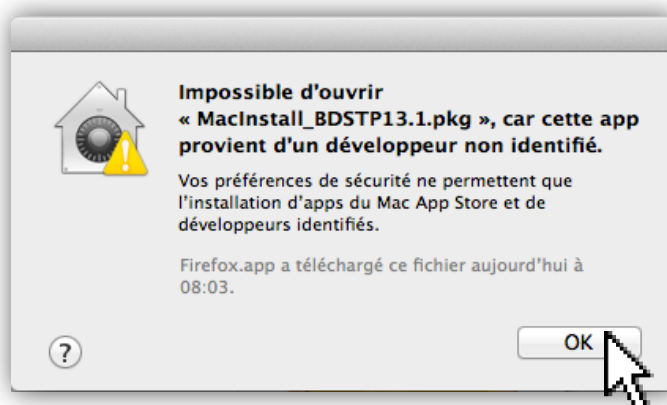 Impossible d'ouvrir
« MacInstall_BDSTP13.1.pkg », car cette app
provient d'un développeur non identifié.
Vos préférences de sécurité ne permettent que
l'installation d'apps du Mac App Store et de
développeurs identifiés.
Firefox.app a téléchargé ce fichier aujourd'hui à
08:03.
?
OK